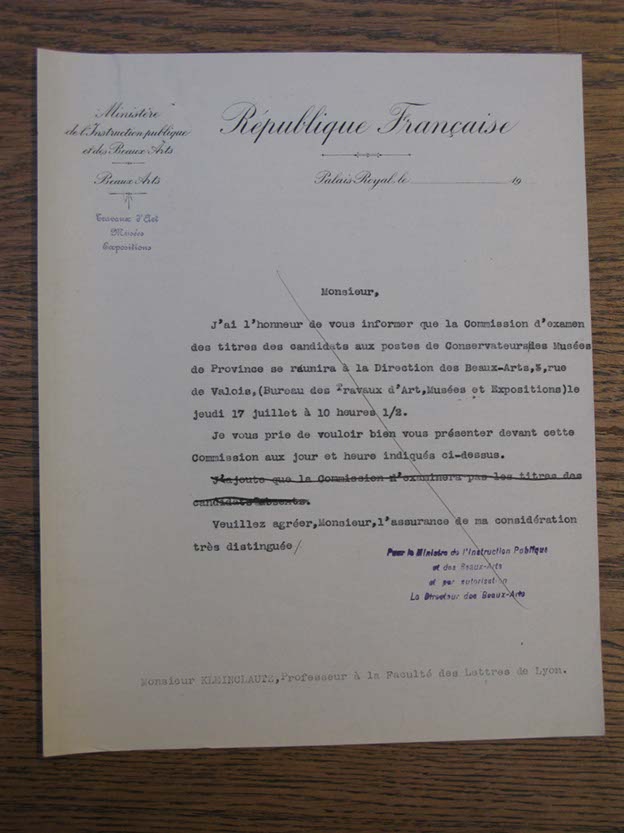 Ministère
de l'Instruction publique
et des Beaux-Arts
Beaux-Arts
Travaux d'Art
Musées
Expositions
République Française
Palais Royal, le 19
Monsieur,
J'ai l'honneur de vous informer que la Commission d'examen
des titres des candidats aux postes de Conservateurs des Musées
de Province se réunira à la Direction des Beaux-Arts,3,rue
de Valois,(Bureau des Travaux d'Art,Musées et Expositions)le
jeudi 17 juillet à 10 heures 1/2.
Je vous prie de vouloir bien vous présenter devant cette
Commission aux jour et heure indiqués ci-dessus.
J'ajoute que la Commission n'examinera pas les titres des
candidats absents.
Veuillez agréer,Monsieur,l'assurance de ma considération
très distinguée/
Pour le Ministre de l'Instruction Publique
et des Beaux-Arts
et par autorisation
Le Directeur des Beaux-Arts
Monsieur KLEINCLAUTZ,Professeur à la Faculté des Lettres de Lyon.